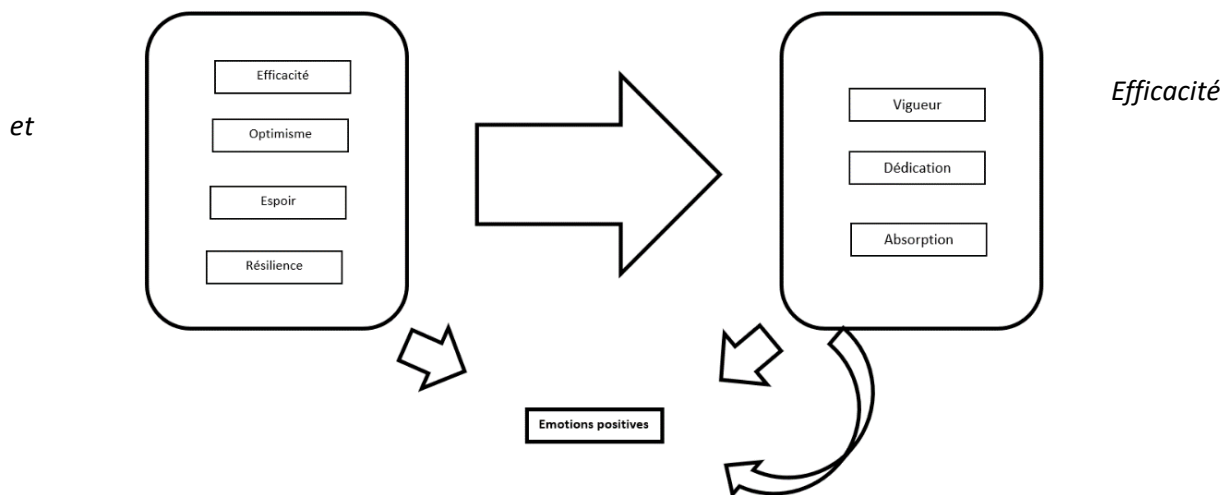 et
Efficacité
Optimisme
Espoir
Résilience
Vigueur
Dédication
Absorption
Efficacité
Emotions positives